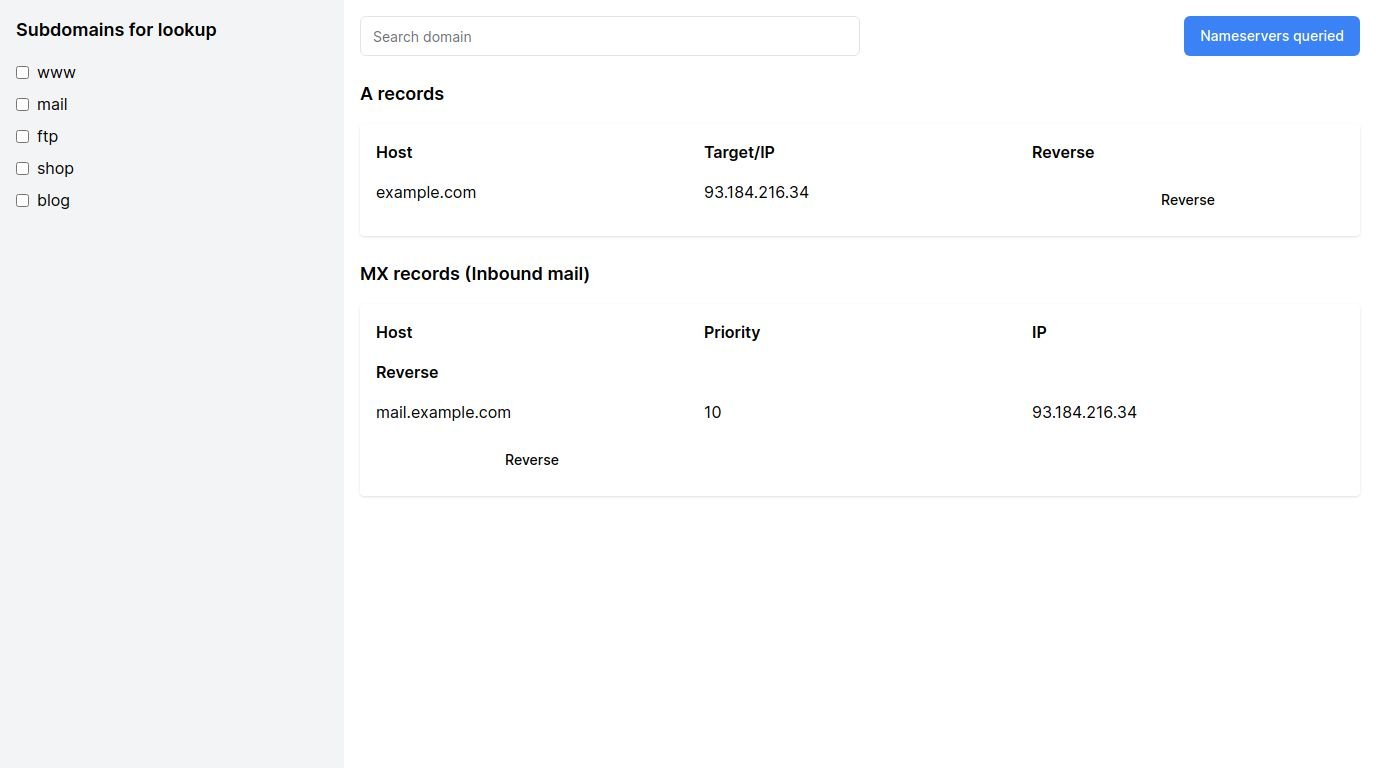 Subdomains for lookup
www
mail
ftp
shop
blog
Search domain
Nameservers queried
A records
Host Target/IP Reverse
example.com 93.184.216.34 Reverse
MX records (Inbound mail)
Host Priority IP
Reverse
mail.example.com 10 93.184.216.34
Reverse